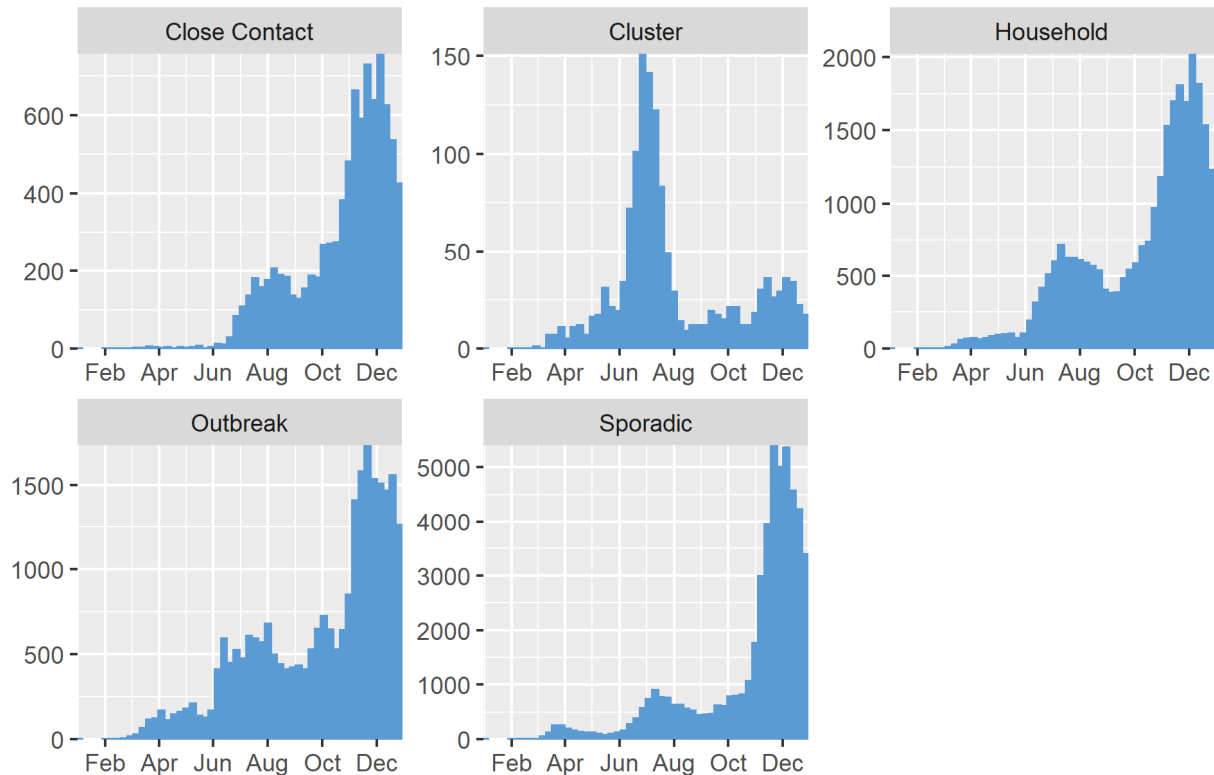 Close Contact
600
400
200
0
Feb Apr Jun Aug Oct Dec
Cluster
150
100
50
0
Feb Apr Jun Aug Oct Dec
Household
2000
1500
1000
500
0
Feb Apr Jun Aug Oct Dec
Outbreak
1500
1000
500
0
Feb Apr Jun Aug Oct Dec
Sporadic
5000
4000
3000
2000
1000
0
Feb Apr Jun Aug Oct Dec